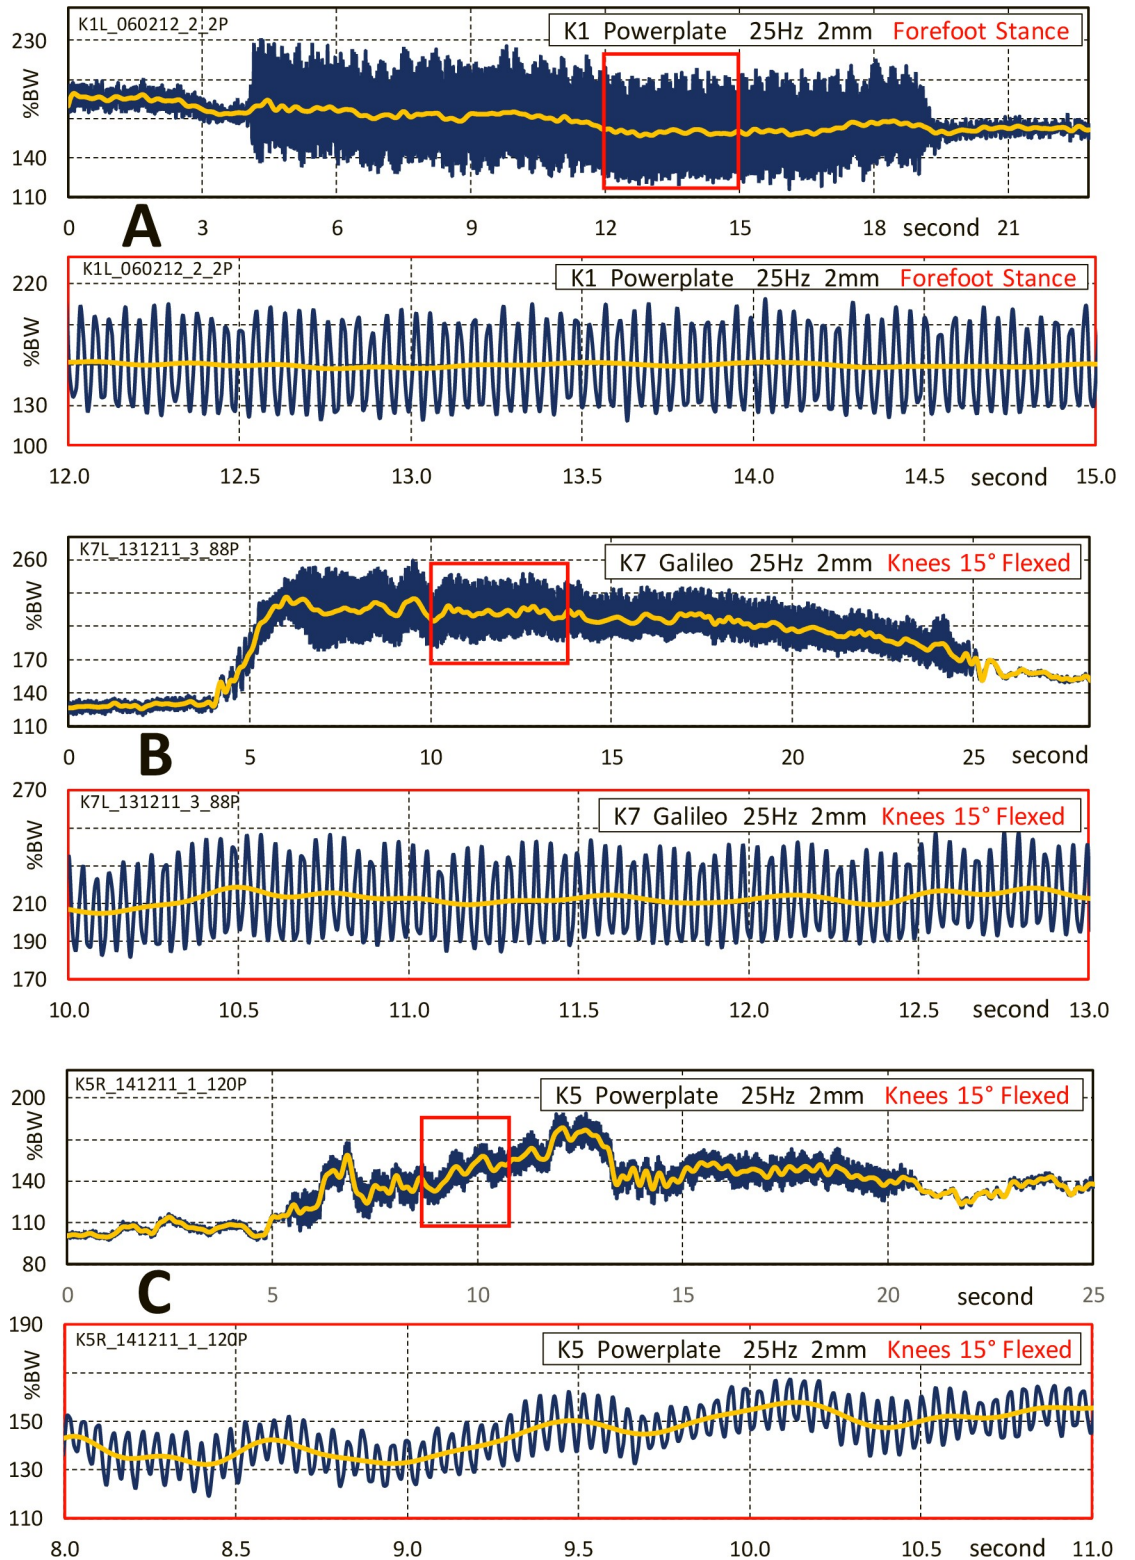 K1L_060212_2_2P
K1 Powerplate 25Hz 2mm Forefoot Stance
230
%BW
140
110
0 3 6 9 12 15 18 second 21
A
K1L_060212_2_2P
K1 Powerplate 25Hz 2mm Forefoot Stance
220
%BW
130
100
12.0 12.5 13.0 13.5 14.0 14.5 second 15.0
K7L_131211_3_88P
K7 Galileo 25Hz 2mm Knees 15° Flexed
260
%BW
170
140
110
0 5 10 15 20 25 second
B
270
K7L_131211_3_88P
K7 Galileo 25Hz 2mm Knees 15° Flexed
%BW
210
190
170
10.0 10.5 11.0 11.5 12.0 12.5 second 13.0
K5R_141211_1_120P
K5 Powerplate 25Hz 2mm Knees 15° Flexed
200
%BW
140
110
80
0 5 10 15 20 second 25
C
190
K5R_141211_1_120P
K5 Powerplate 25Hz 2mm Knees 15° Flexed
%BW
150
130
110
8.0 8.5 9.0 9.5 10.0 10.5 second 11.0